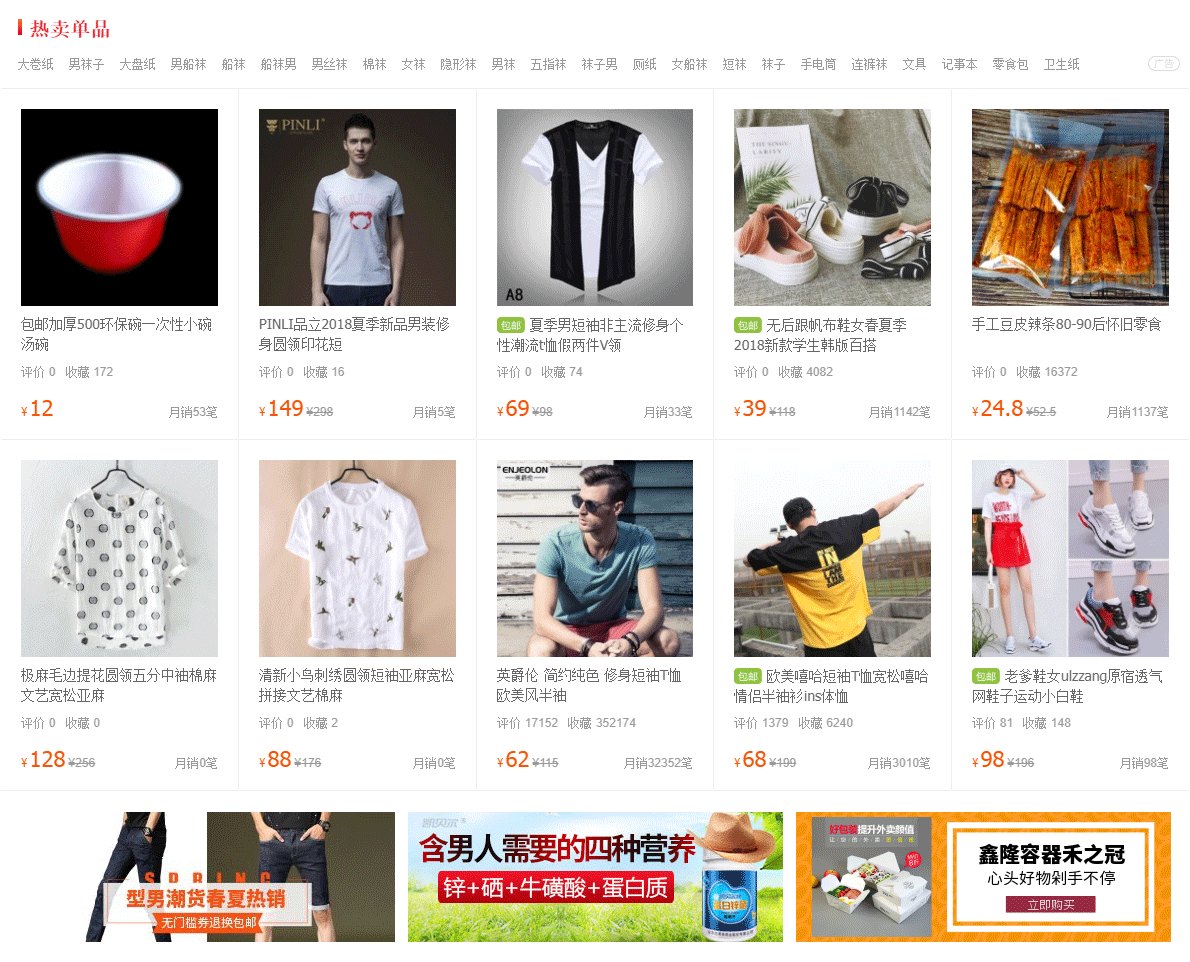 热卖单品
大卷纸 男袜子 大盘纸 男船袜 船袜 船袜男 男丝袜 棉袜 女袜 隐形袜 男袜 五指袜 袜子男 厕纸 女船袜 短袜 袜子 手电筒 连裤袜 文具 记事本 零食包 卫生纸
广告
PINLI
A8
包邮加厚500环保碗一次性小碗
汤碗
评价 0 收藏 172
¥12 月销53笔
PINLI品立2018夏季新品男装修
身圆领印花短
评价 0 收藏 16
¥149 ¥298 月销5笔
包邮 夏季男短袖非主流修身个
性潮流t恤假两件V领
评价 0 收藏 74
¥69 ¥98 月销33笔
包邮 无后跟帆布鞋女春夏季
2018新款学生韩版百搭
评价 0 收藏 4082
¥39 ¥118 月销1142笔
手工豆皮辣条80-90后怀旧零食
评价 0 收藏 16372
¥24.8 ¥52.5 月销1137笔
ENJEOLON
英爵伦
极麻毛边提花圆领五分中袖棉麻
文艺宽松亚麻
评价 0 收藏 0
¥128 ¥256 月销0笔
清新小鸟刺绣圆领短袖亚麻宽松
拼接文艺棉麻
评价 0 收藏 2
¥88 ¥176 月销0笔
英爵伦 简约纯色 修身短袖T恤
欧美风半袖
评价 17152 收藏 352174
¥62 ¥115 月销32352笔
包邮 欧美嘻哈短袖T恤宽松嘻哈
情侣半袖衫ins体恤
评价 1379 收藏 6240
¥68 ¥199 月销3010笔
包邮 老爹鞋女ulzzang原宿透气
网鞋子运动小白鞋
评价 81 收藏 148
¥98 ¥196 月销98笔
SPRING
型男潮货春夏热销
无门槛券退换包邮
含男人需要的四种营养
锌+硒+牛磺酸+蛋白质
好包装提升外卖颜值
鑫隆容器禾之冠
心头好物剁手不停
立即购买